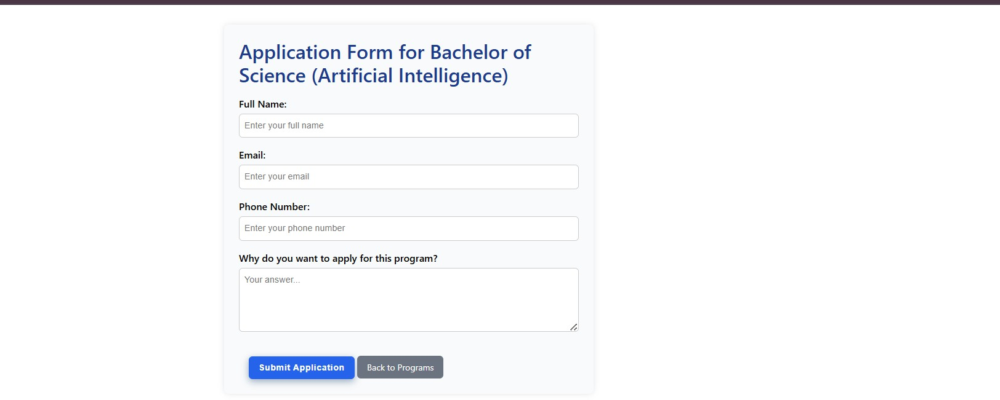 Application Form for Bachelor of
Science (Artificial Intelligence)
Full Name:
Enter your full name
Email:
Enter your email
Phone Number:
Enter your phone number
Why do you want to apply for this program?
Your answer...
Submit Application
Back to Programs